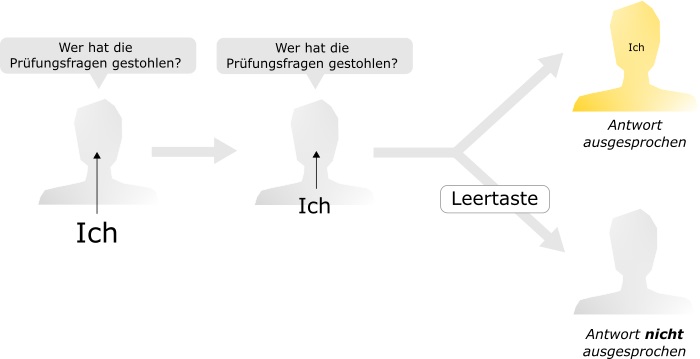 Wer hat die
Prüfungsfragen gestohlen?
Ich
Wer hat die
Prüfungsfragen gestohlen?
Ich
Leertaste
Ich
Antwort
ausgesprochen
Antwort nicht
ausgesprochen